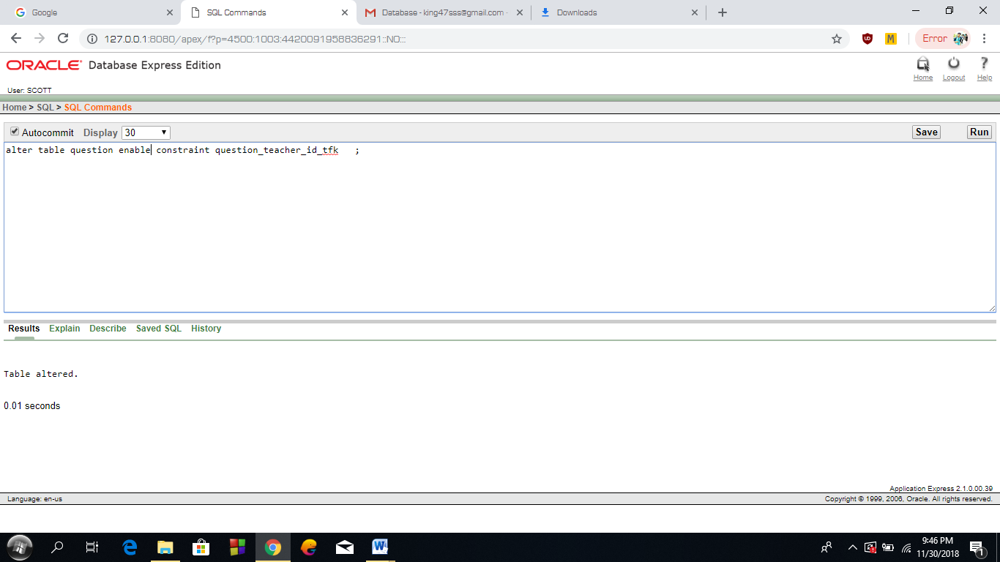 Google
SQL Commands
Database - king47sss@gmail.com -
Downloads
127.0.0.1:8080/apex/f?p=4500:1003:4420091958836291::NO:::
UD
M
Error
ORACLE® Database Express Edition
Home Logout Help
User: SCOTT
Home > SQL > SQL Commands
Autocommit Display 30 Save Run
alter table question enable constraint question_teacher_id_tfk ;
Results Explain Describe Saved SQL History
Table altered.
0.01 seconds
Application Express 2.1.0.00.39
Language: en-us
Copyright © 1999, 2006, Oracle. All rights reserved.
9:46 PM
11/30/2018
1